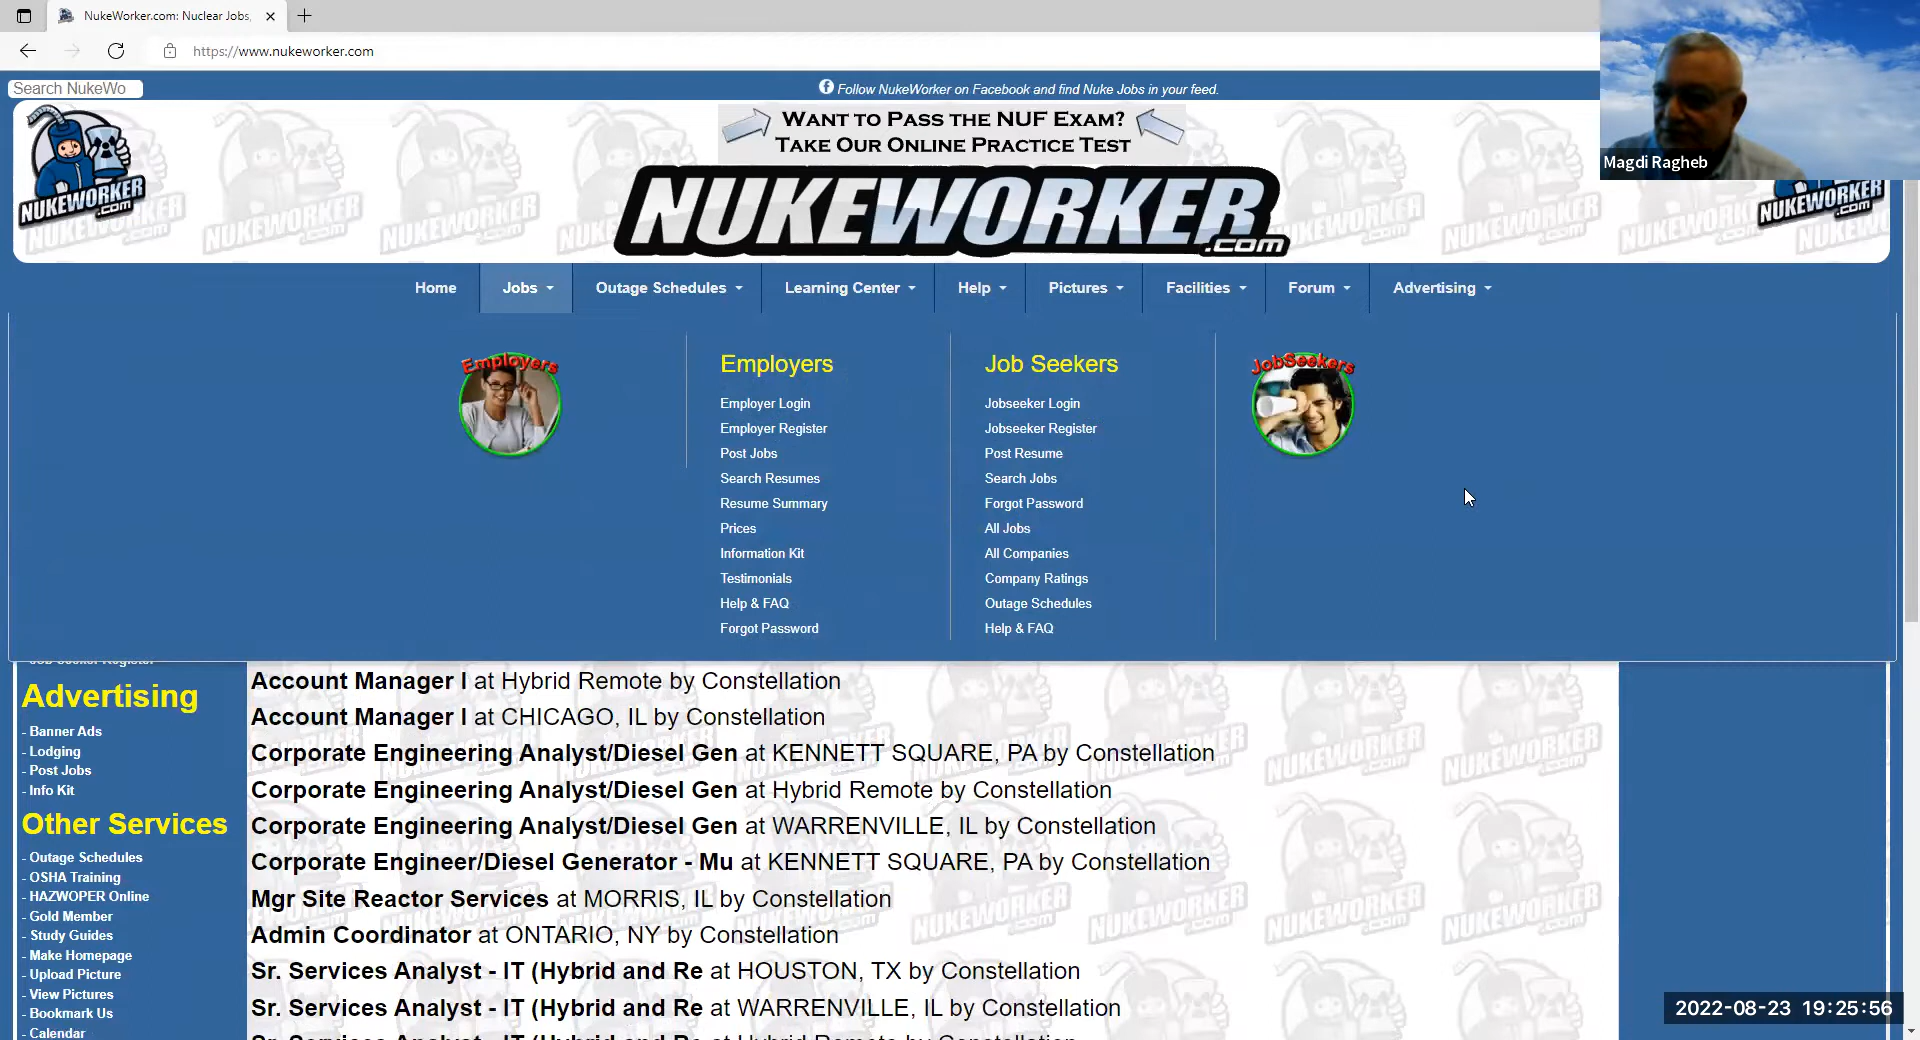 NukeWorker.com: Nuclear Jobs,
https://www.nukeworker.com
Search NukeWo
Follow NukeWorker on Facebook and find Nuke Jobs in your feed.
WANT TO PASS THE NUF EXAM?
TAKE OUR ONLINE PRACTICE TEST
NUKEWORKER
.COM
NUKEWORKER
.COM
Magdi Ragheb
NUKEWORKER
.COM
Home
Jobs
Outage Schedules
Learning Center
Help
Pictures
Facilities
Forum
Advertising
Employers
Employers
Employer Login
Employer Register
Post Jobs
Search Resumes
Resume Summary
Prices
Information Kit
Testimonials
Help & FAQ
Forgot Password
Job Seekers
Jobseeker Login
Jobseeker Register
Post Resume
Search Jobs
Forgot Password
All Jobs
All Companies
Company Ratings
Outage Schedules
Help & FAQ
JobSeekers
Advertising
- Banner Ads
- Lodging
- Post Jobs
- Info Kit
Other Services
- Outage Schedules
- OSHA Training
- HAZWOPER Online
- Gold Member
- Study Guides
- Make Homepage
- Upload Picture
- View Pictures
- Bookmark Us
- Calendar
Account Manager I at Hybrid Remote by Constellation
Account Manager I at CHICAGO, IL by Constellation
Corporate Engineering Analyst/Diesel Gen at KENNETT SQUARE, PA by Constellation
Corporate Engineering Analyst/Diesel Gen at Hybrid Remote by Constellation
Corporate Engineering Analyst/Diesel Gen at WARRENVILLE, IL by Constellation
Corporate Engineer/Diesel Generator - Mu at KENNETT SQUARE, PA by Constellation
Mgr Site Reactor Services at MORRIS, IL by Constellation
Admin Coordinator at ONTARIO, NY by Constellation
Sr. Services Analyst - IT (Hybrid and Re at HOUSTON, TX by Constellation
Sr. Services Analyst - IT (Hybrid and Re at WARRENVILLE, IL by Constellation
2022-08-23 19:25:56